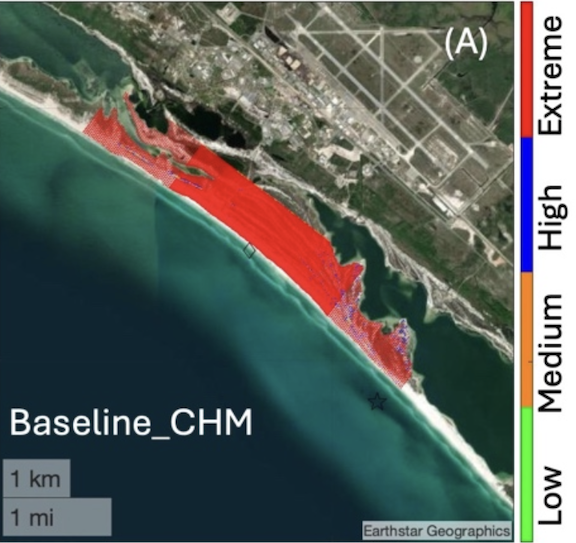 (A)
Extreme
High
Medium
Low
Baseline_CHM
1 km
1 mi
Earthstar Geographics